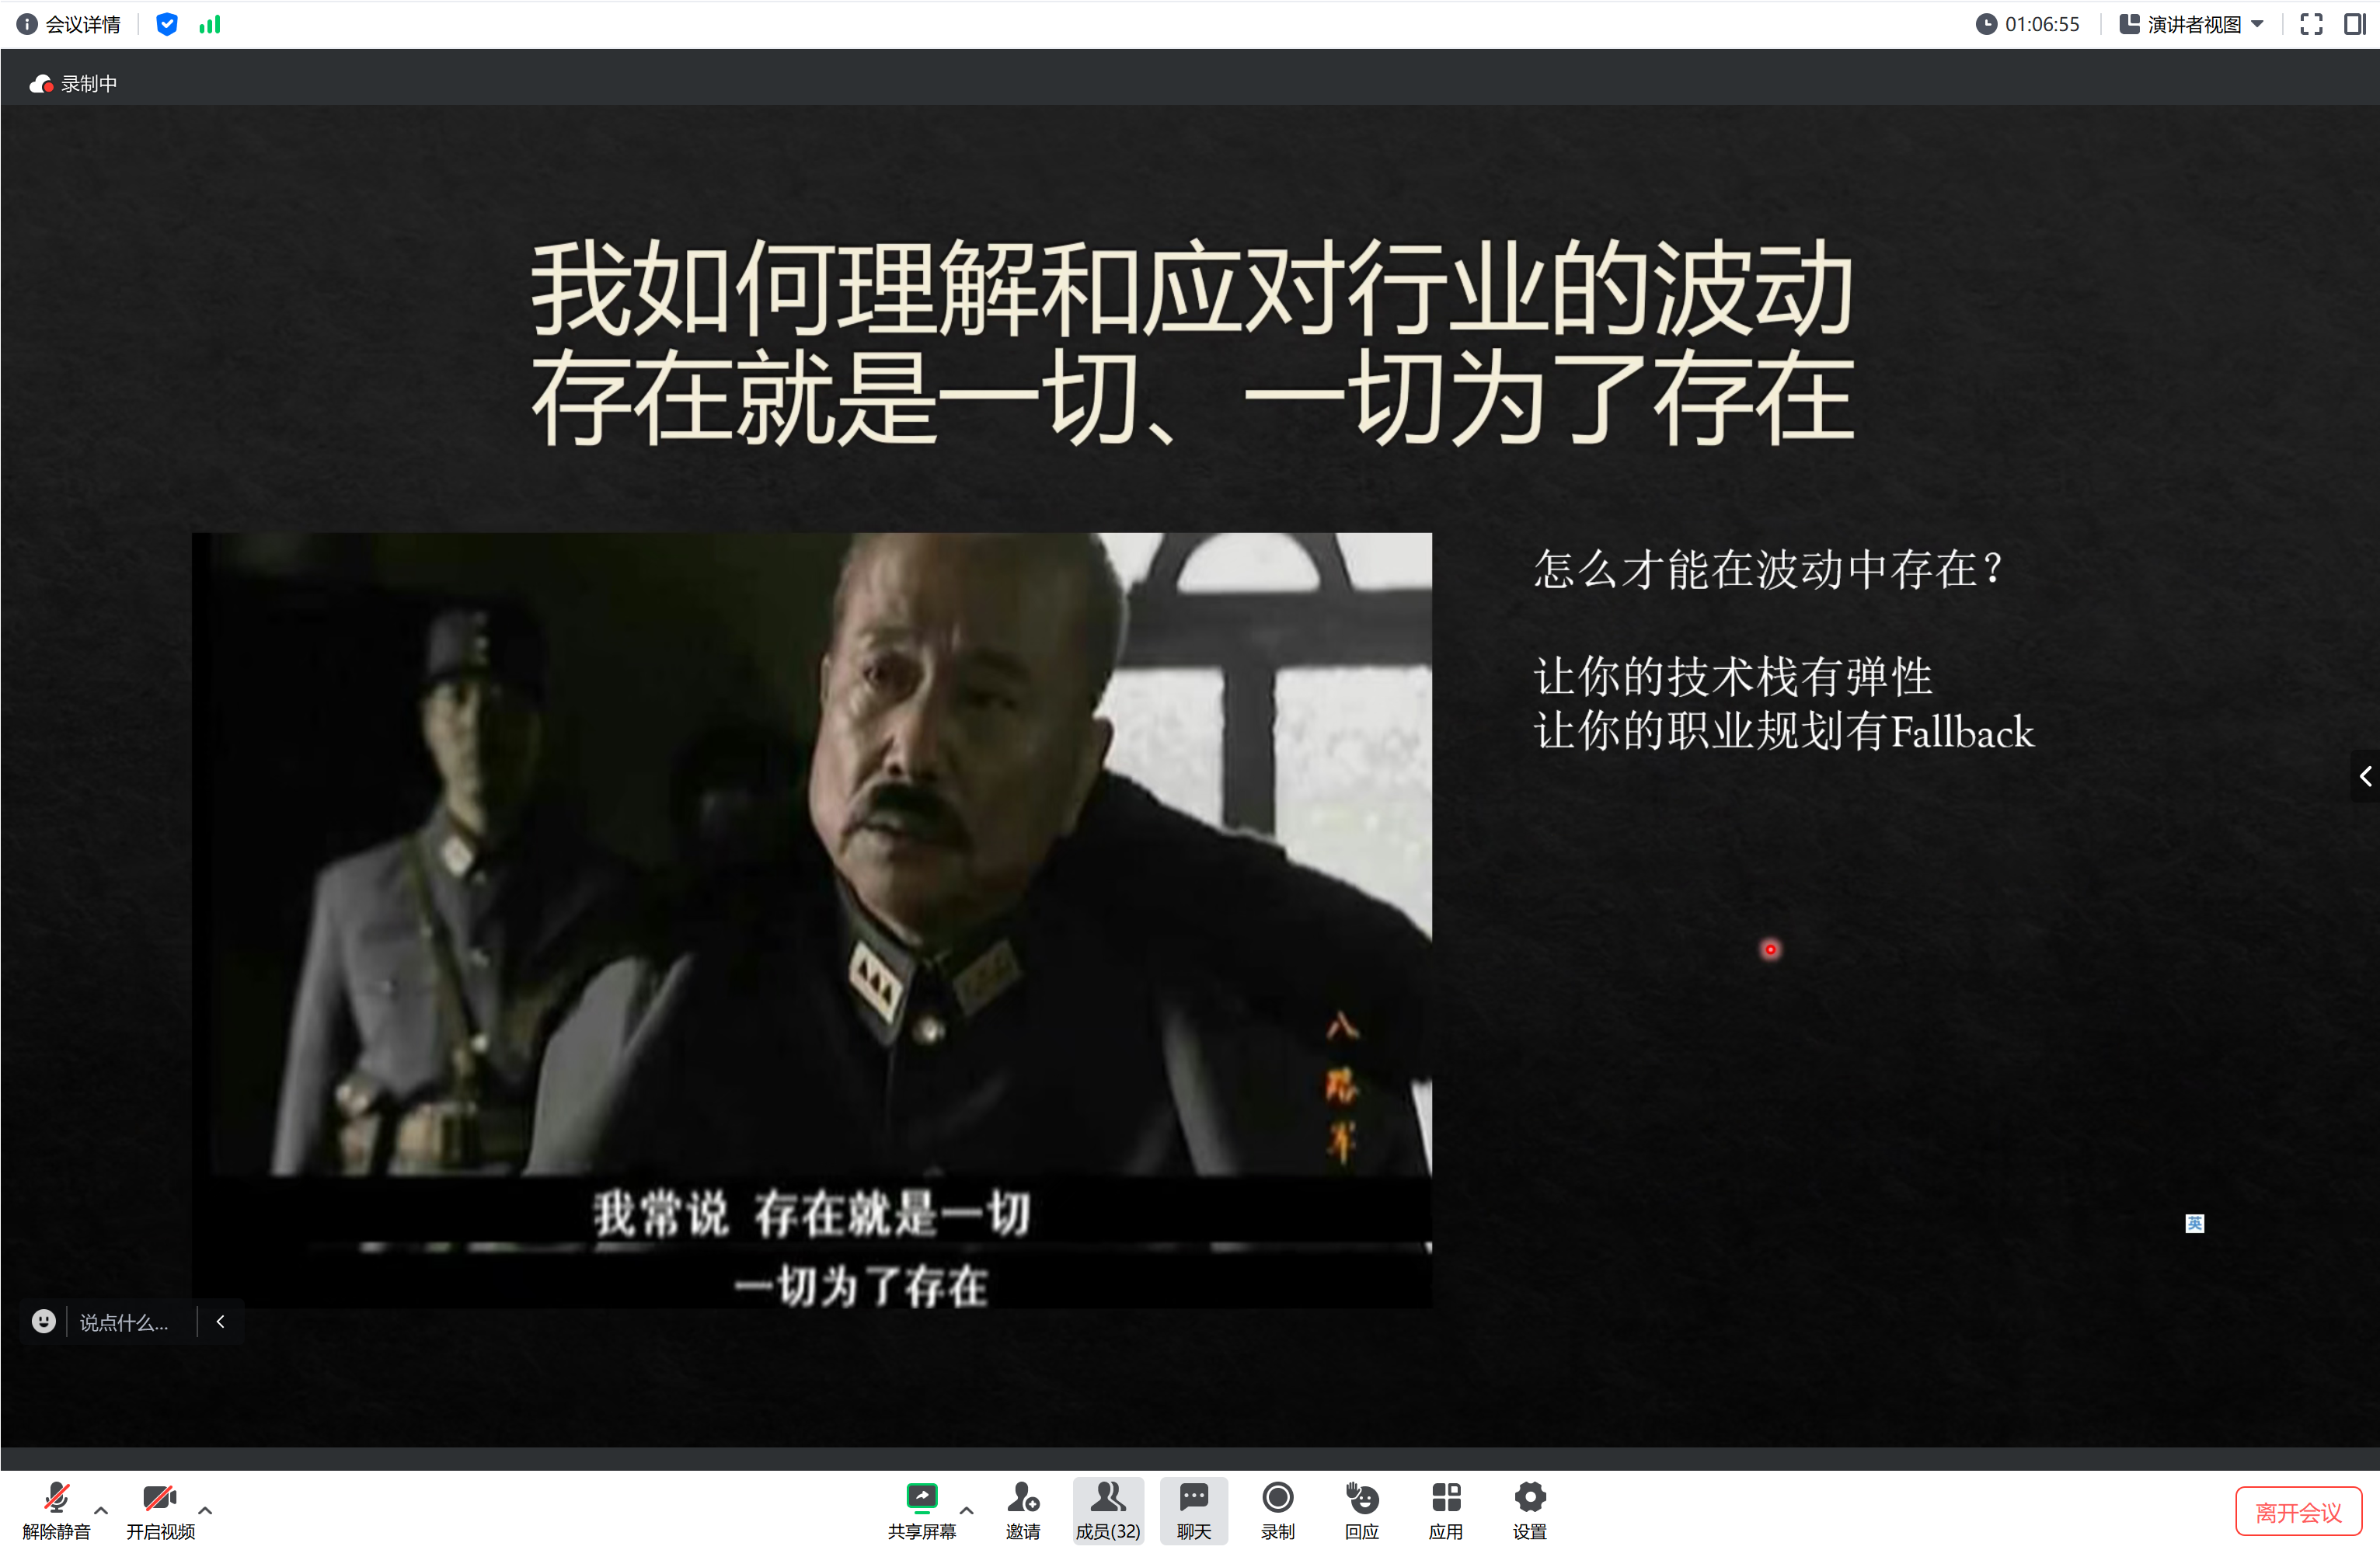 会议详情
01:06:55
演讲者视图
录制中
我如何理解和应对行业的波动
存在就是一切、一切为了存在
怎么才能在波动中存在？
让你的技术栈有弹性
让你的职业规划有Fallback
八路军
我常说 存在就是一切
一切为了存在
英
说点什么...
解除静音
开启视频
共享屏幕
邀请
成员(32)
聊天
录制
回应
应用
设置
离开会议